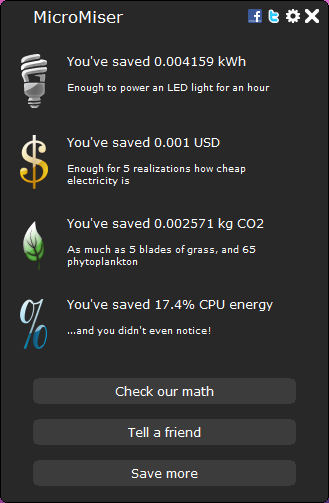 MicroMiser
You've saved 0.004159 kWh
Enough to power an LED light for an hour
$
You've saved 0.001 USD
Enough for 5 realizations how cheap
electricity is
You've saved 0.002571 kg CO2
As much as 5 blades of grass, and 65
phytoplankton
%
You've saved 17.4% CPU energy
...and you didn't even notice!
Check our math
Tell a friend
Save more